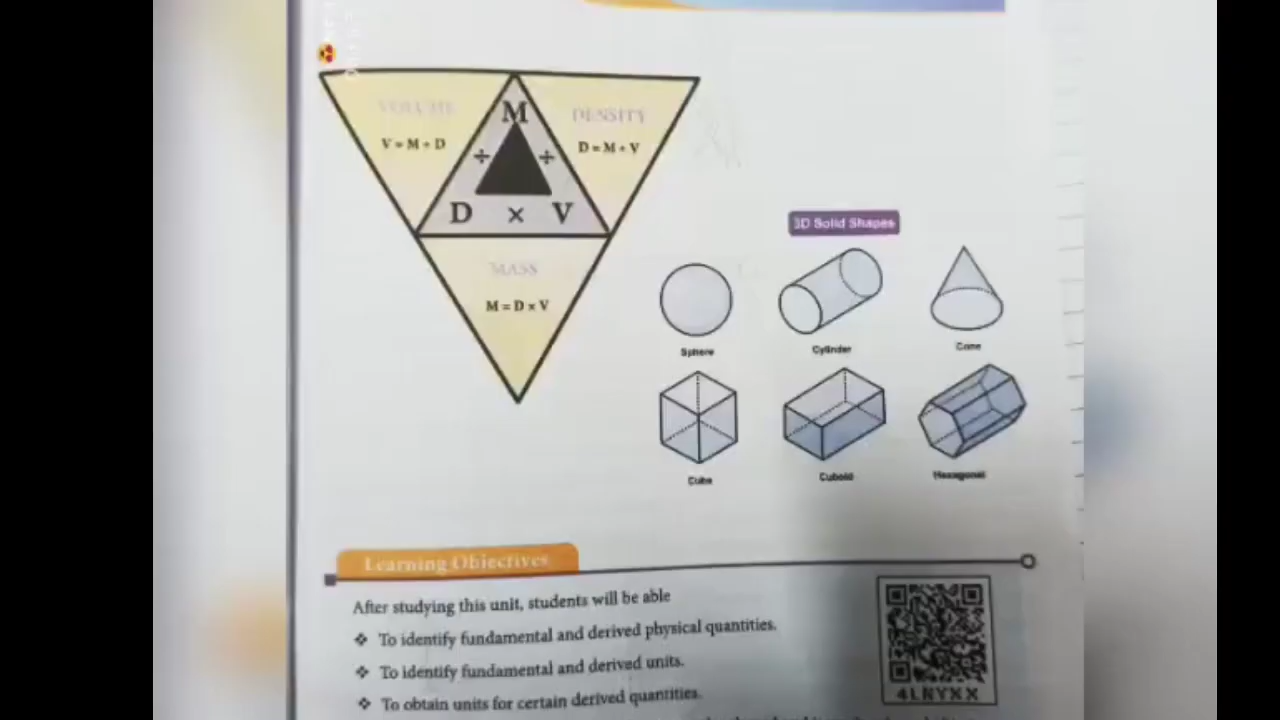 VOLUME
V = M ÷ D
M
÷ ÷
D × V
DENSITY
D = M ÷ V
MASS
M = D x V
3D Solid Shapes
Sphere
Cylinder
Cone
Cube
Cuboid
Hexagonal
Learning Objectives
After studying this unit, students will be able
❖ To identify fundamental and derived physical quantities.
❖ To identify fundamental and derived units.
❖ To obtain units for certain derived quantities.